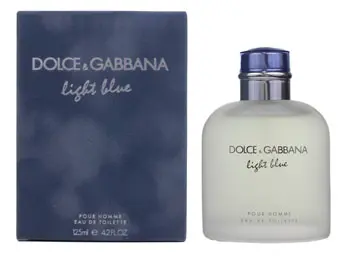 DOLCE & GABBANA
light blue
POUR HOMME
EAU DE TOILETTE
125ml e 4.2FL.OZ
DOLCE & GABBANA
light blue
POUR HOMME
EAU DE TOILETTE